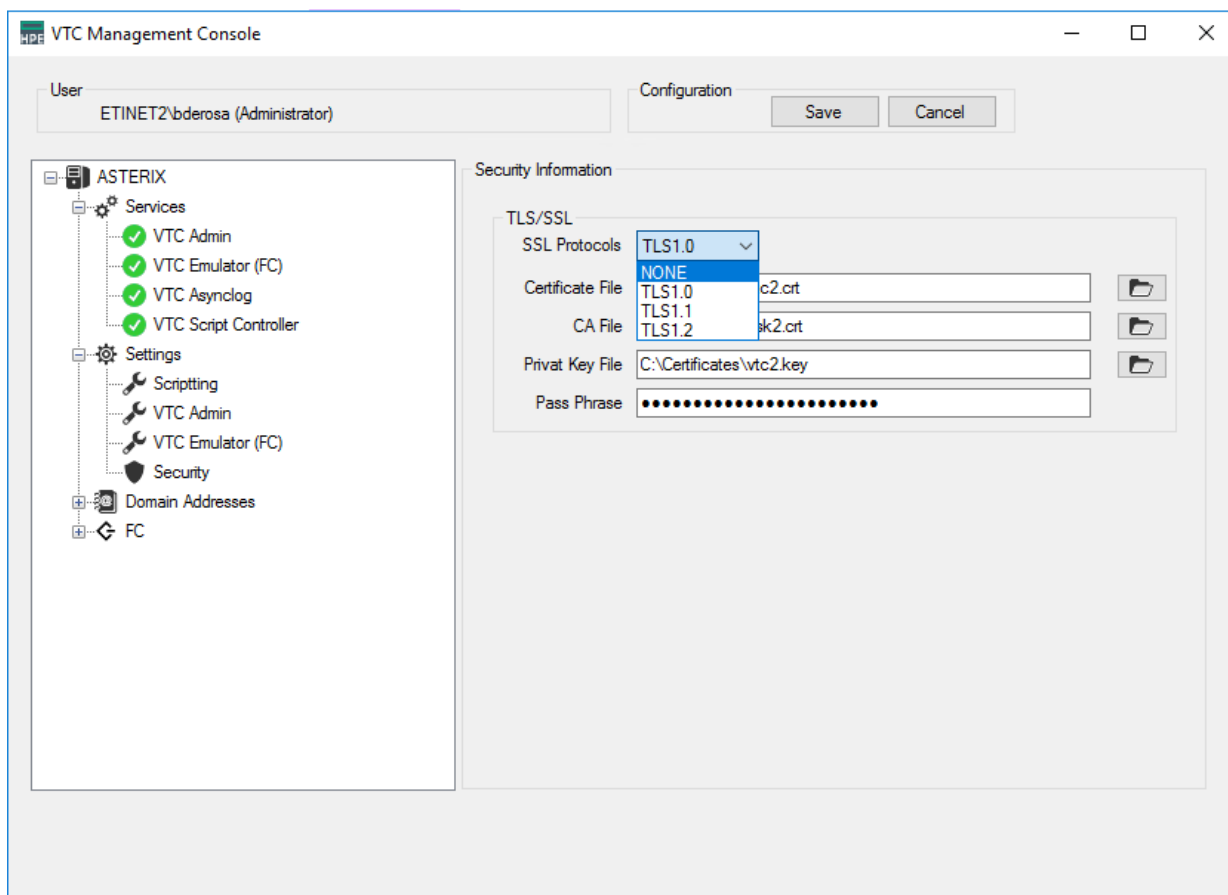 HPE VTC Management Console
User
ETINET2\bderosa (Administrator)
Configuration
Save Cancel
ASTERIX
Services
VTC Admin
VTC Emulator (FC)
VTC Asynclog
VTC Script Controller
Settings
Scriptting
VTC Admin
VTC Emulator (FC)
Security
Domain Addresses
FC
Security Information
TLS/SSL
SSL Protocols TLS1.0
NONE
TLS1.0
TLS1.1
TLS1.2
Certificate File c2.crt
CA File sk2.crt
Privat Key File C:\Certificates\vtc2.key
Pass Phrase ●●●●●●●●●●●●●●●●●●●●●●●